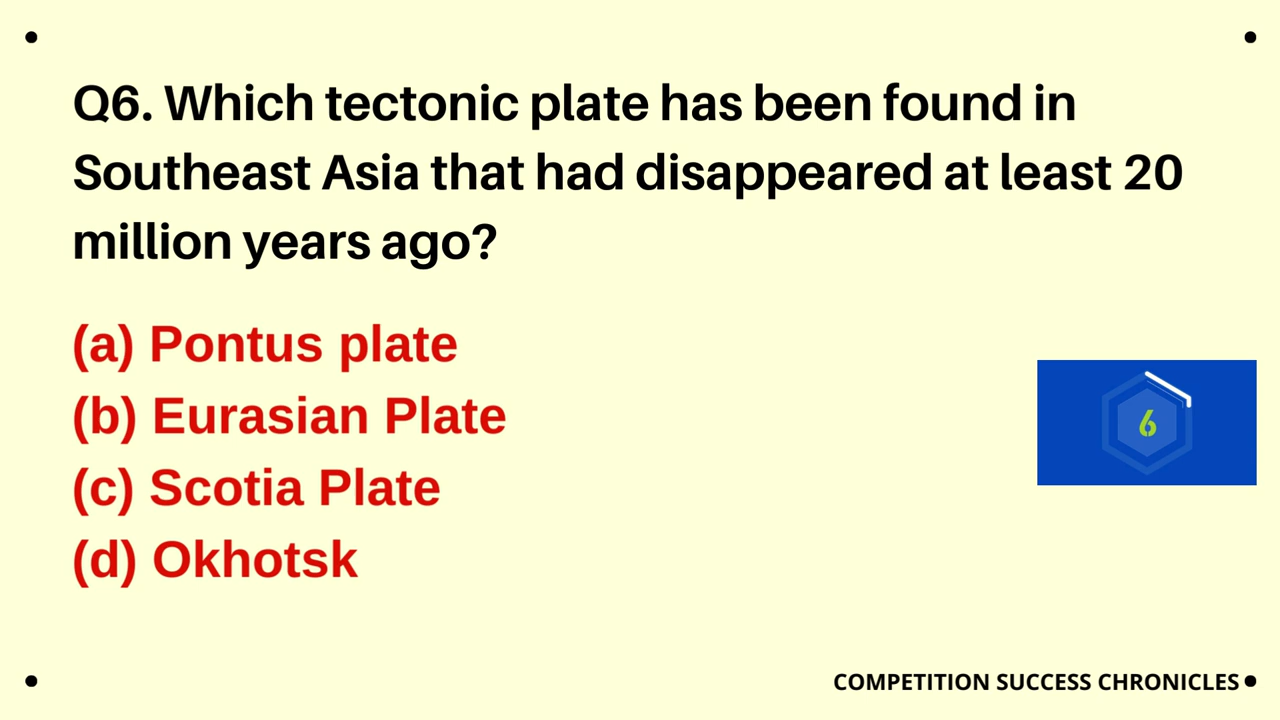 Q6. Which tectonic plate has been found in
Southeast Asia that had disappeared at least 20
million years ago?
(a) Pontus plate
(b) Eurasian Plate
(c) Scotia Plate
(d) Okhotsk
6
COMPETITION SUCCESS CHRONICLES